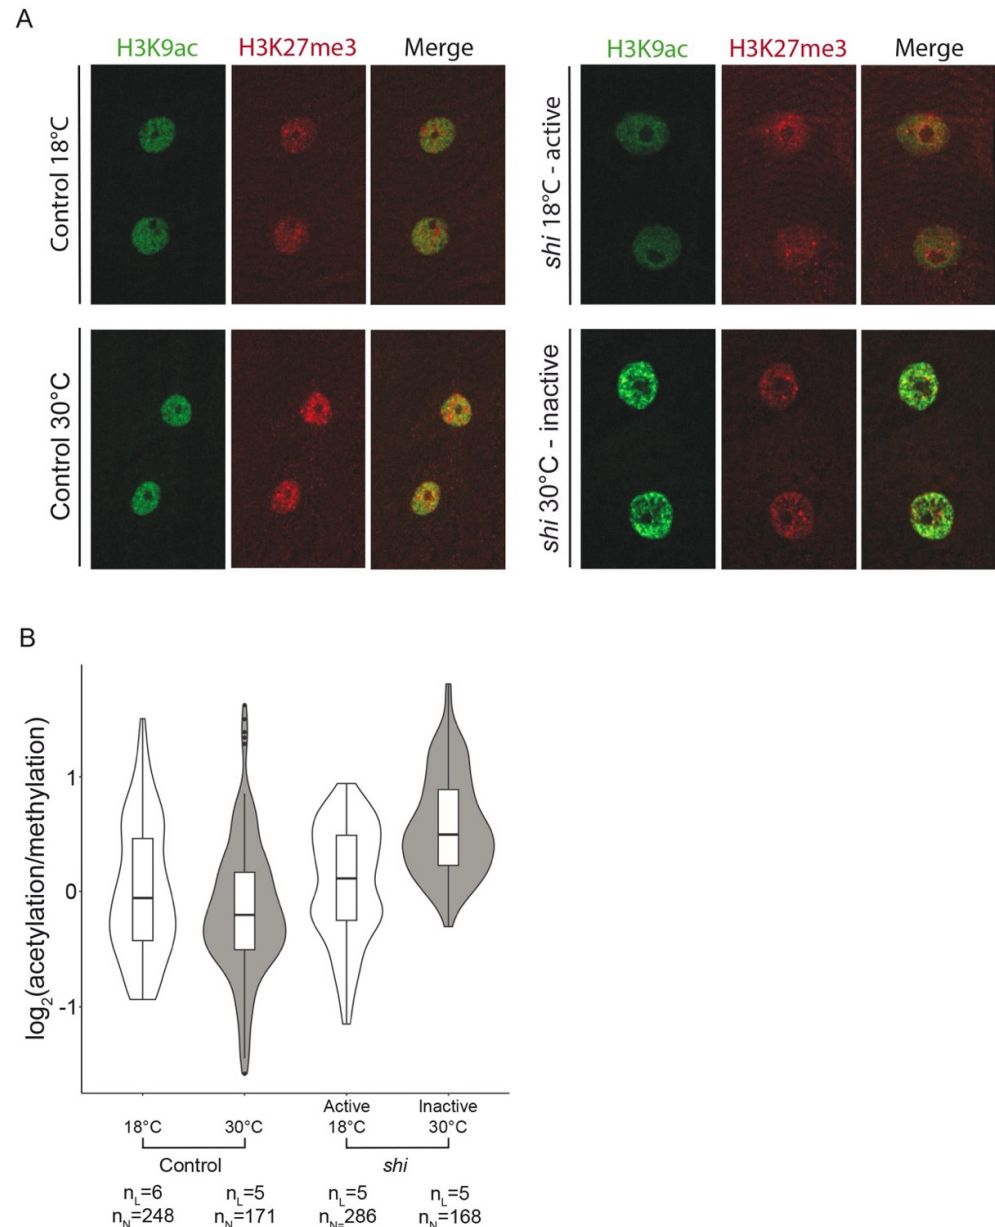 A
H3K9ac H3K27me3 Merge
H3K9ac H3K27me3 Merge
Control 18°C
shi 18°C - active
Control 30°C
shi 30°C - inactive
B
log2(acetylation/methylation)
1
0
-1
Active Inactive
18°C 30°C 18°C 30°C
Control shi
nL=6 nL=5 nL=5 nL=5
nN=248 nN=171 nN=286 nN=168